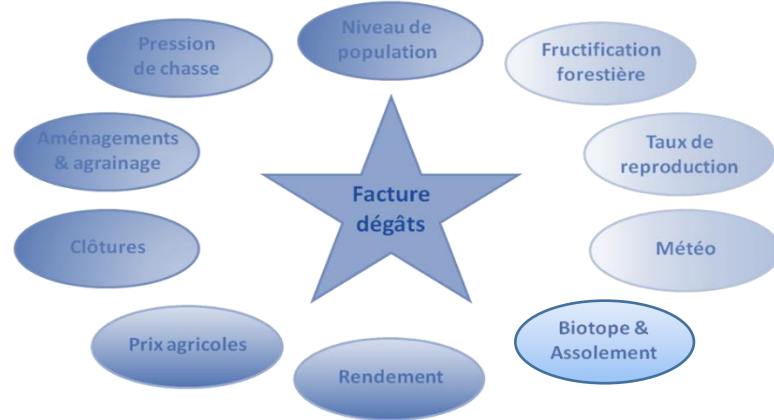 Niveau de
population
Pression
de chasse
Fructification
forestière
Aménagements
& agrainage
Taux de
reproduction
Facture
dégâts
Clôtures
Météo
Prix agricoles
Biotope &
Assolement
Rendement